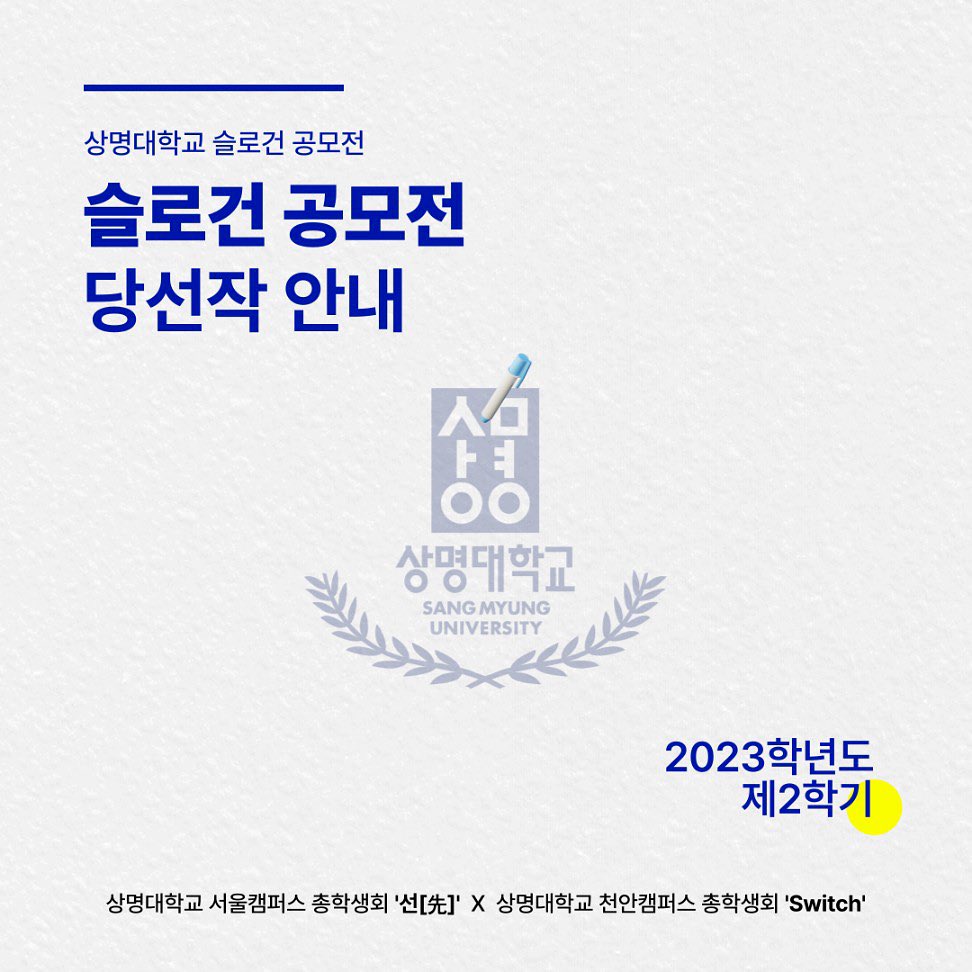 상명대학교 슬로건 공모전
슬로건 공모전
당선작 안내
상명
상명대학교
SANG MYUNG
UNIVERSITY
2023학년도
제2학기
상명대학교 서울캠퍼스 총학생회 '선[先]' X 상명대학교 천안캠퍼스 총학생회 'Switch'